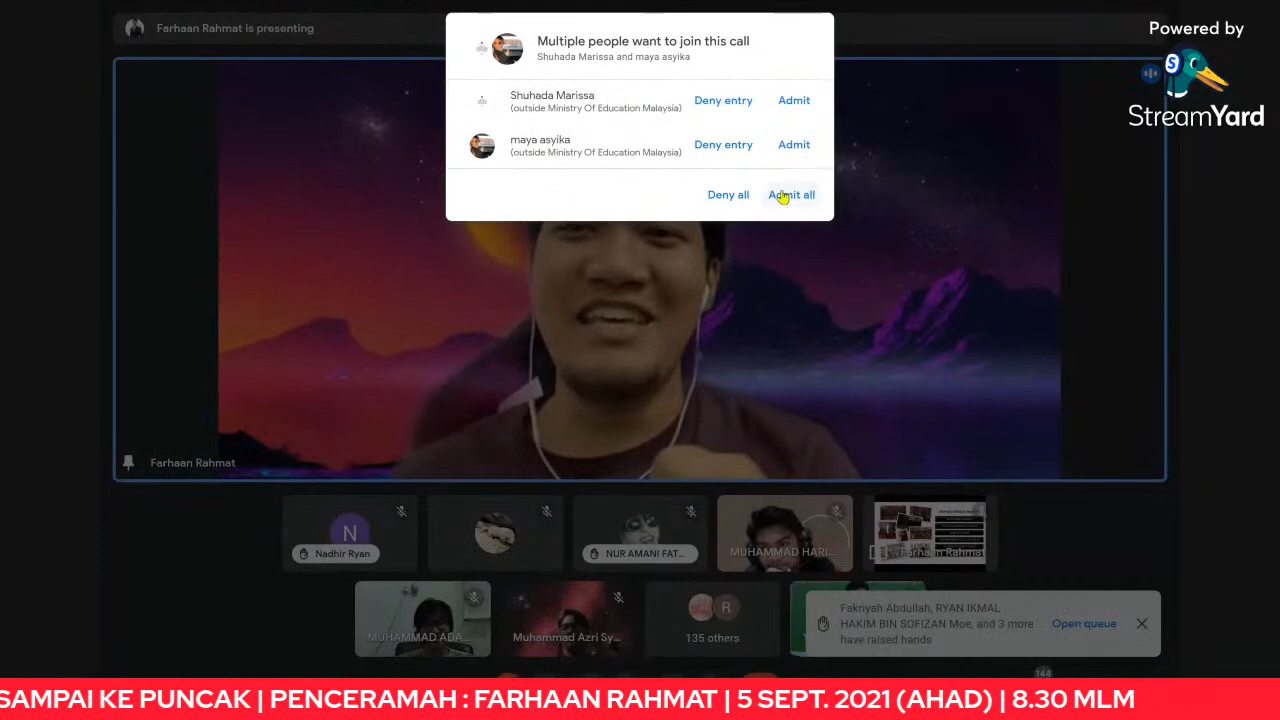 Farhaan Rahmat is presenting
Multiple people want to join this call
Shuhada Marissa and maya asyika
Shuhada Marissa
(outside Ministry Of Education Malaysia)
Deny entry
Admit
maya asyika
(outside Ministry Of Education Malaysia)
Deny entry
Admit
Deny all
Admit all
Powered by
S
StreamYard
Farhaan Rahmat
N
Nadhir Ryan
NUR AMANI FAT...
MUHAMMAD HARI...
Farhaan Rahmat
MUHAMMAD ADA...
Muhammad Azri Sy...
R
135 others
Fakriyah Abdullah, RYAN IKMAL
HAKIM BIN SOFIZAN Moe, and 3 more
have raised hands
Open queue
144
SAMPAI KE PUNCAK | PENCERAMAH : FARHAAN RAHMAT | 5 SEPT. 2021 (AHAD) | 8.30 MLM